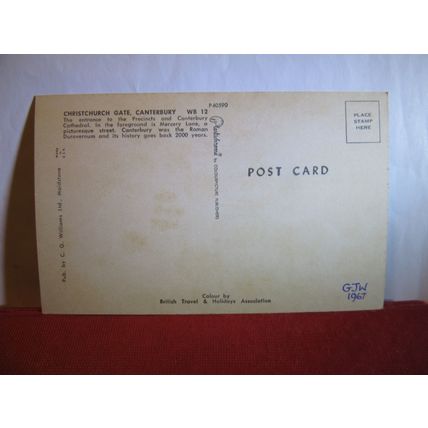 P40590
CHRISTCHURCH GATE, CANTERBURY WB 12
The entrance to the Precincts and Canterbury
Cathedral. In the foreground is Mercery Lane, a
picturesque street. Canterbury was the Roman
Durovernum and its history goes back 2000 years.
PLACE
STAMP
HERE
POST CARD
Pub. by C. O. Williams Ltd., Maidstone
Colour by
British Travel & Holidays Association
GJW
1967